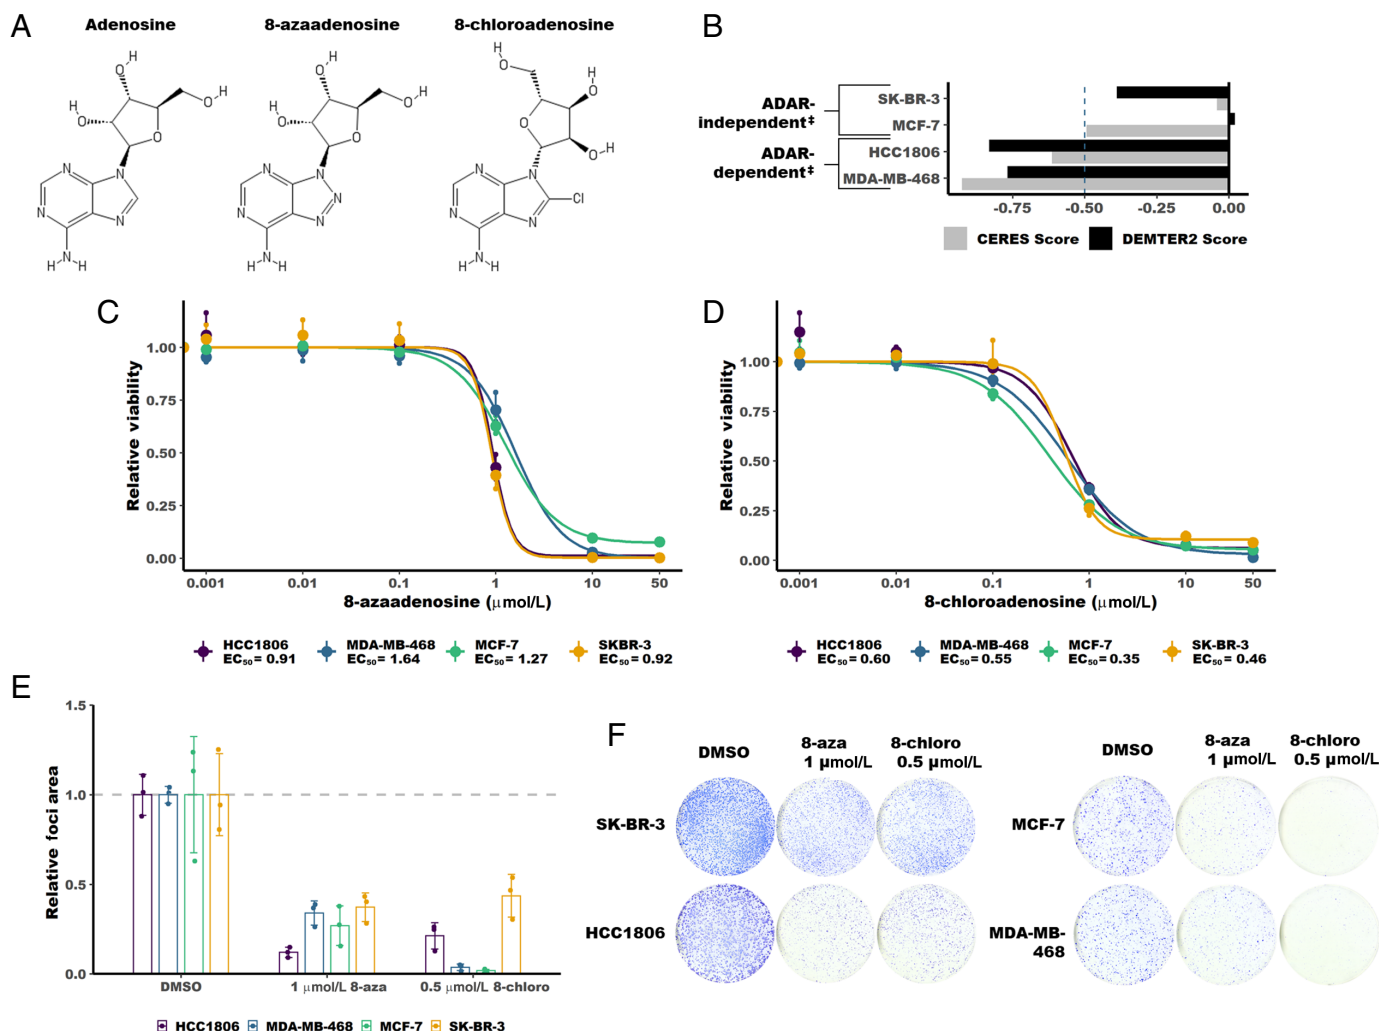 A
Adenosine
8-azaadenosine
8-chloroadenosine
H
O
H
O
O
H
O
N
N
N
N
N
H
H
H
O
H
O
O
H
O
N
N
N
N
N
N
H
H
H
O
H
O
O
O
H
N
N
N
N
Cl
N
H
H
B
ADAR-
independent‡
ADAR-
dependent‡
SK-BR-3
MCF-7
HCC1806
MDA-MB-468
-0.75
-0.50
-0.25
0.00
CERES Score
DEMTER2 Score
C
Relative viability
1.00
0.75
0.50
0.25
0.00
0.001
0.01
0.1
1
10
50
8-azaadenosine (μmol/L)
HCC1806
EC₅₀ = 0.91
MDA-MB-468
EC₅₀ = 1.64
MCF-7
EC₅₀ = 1.27
SKBR-3
EC₅₀ = 0.92
D
Relative viability
1.00
0.75
0.50
0.25
0.00
0.001
0.01
0.1
1
10
50
8-chloroadenosine (μmol/L)
HCC1806
EC₅₀ = 0.60
MDA-MB-468
EC₅₀ = 0.55
MCF-7
EC₅₀ = 0.35
SK-BR-3
EC₅₀ = 0.46
E
Relative foci area
1.5
1.0
0.5
0.0
DMSO
1 μmol/L 8-aza
0.5 μmol/L 8-chloro
HCC1806
MDA-MB-468
MCF-7
SK-BR-3
F
DMSO
8-aza
1 μmol/L
8-chloro
0.5 μmol/L
SK-BR-3
HCC1806
DMSO
8-aza
1 μmol/L
8-chloro
0.5 μmol/L
MCF-7
MDA-MB-
468